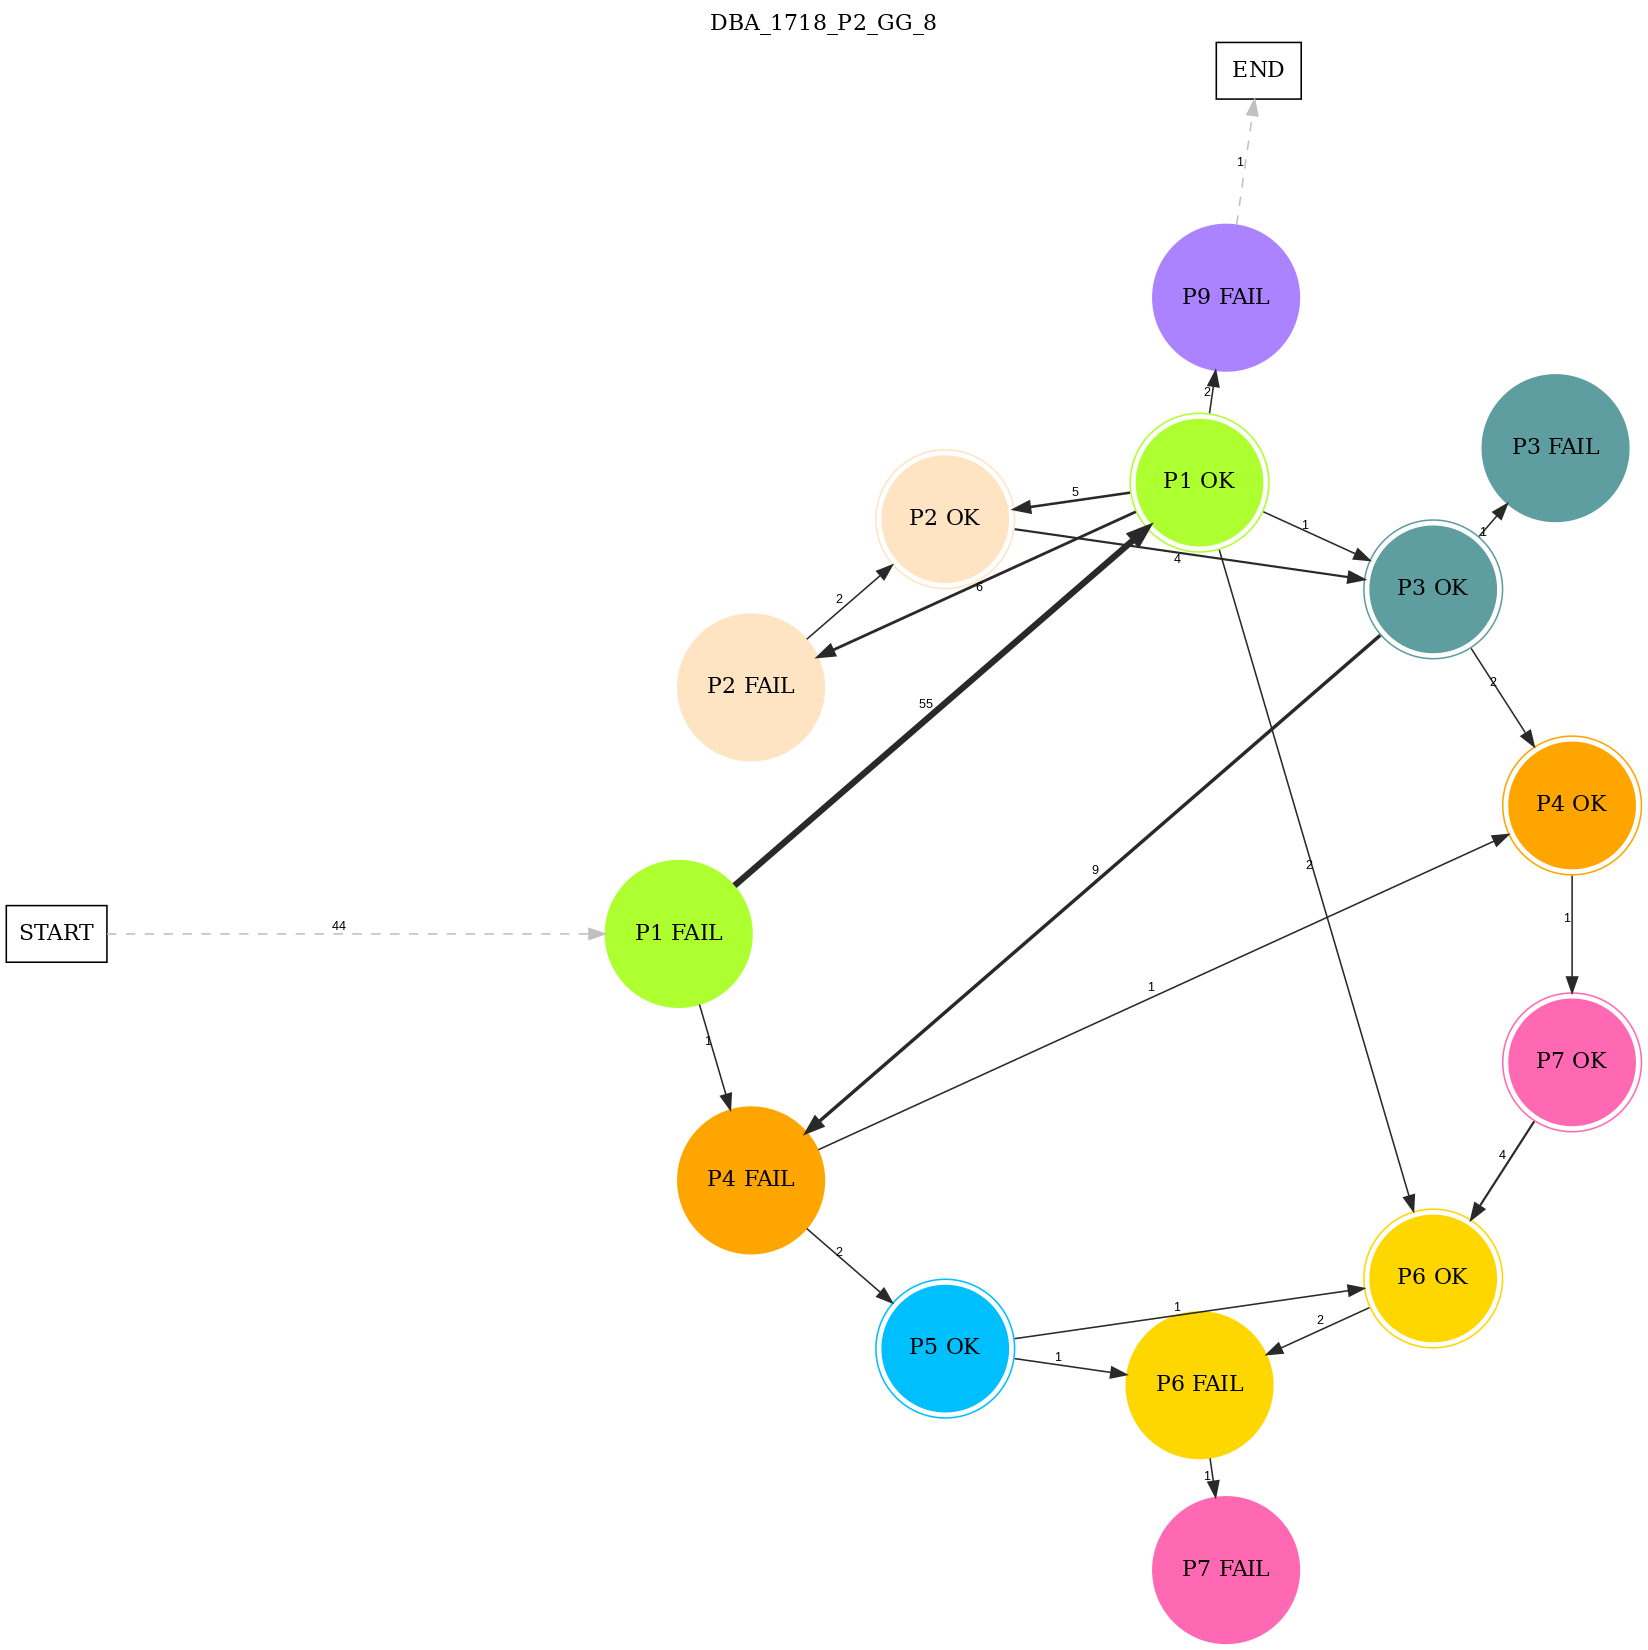 DBA_1718_P2_GG_8
END
1
P9 FAIL
2
P3 FAIL
P1 OK
5
P2 OK
1
1
4
P3 OK
6
2
P2 FAIL
2
55
P4 OK
9
2
1
START
44
P1 FAIL
1
1
P7 OK
4
P4 FAIL
2
P6 OK
1
2
P5 OK
1
P6 FAIL
1
P7 FAIL